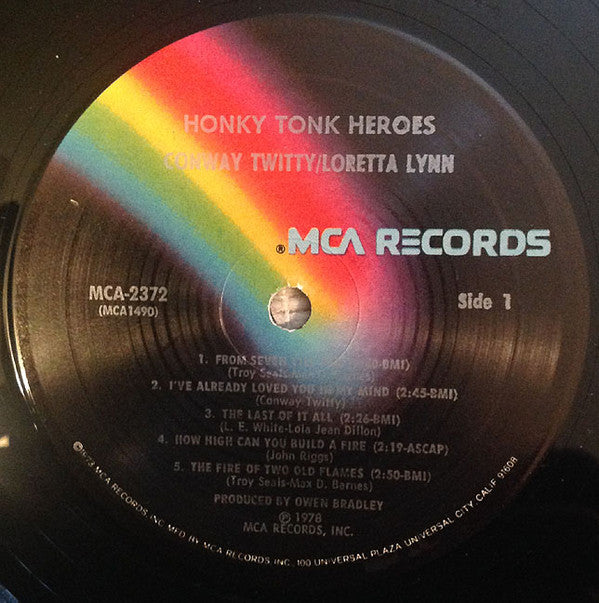 HONKY TONK HEROES
CONWAY TWITTY/LORETTA LYNN
® MCA RECORDS
MCA-2372
(MCA1490)
Side 1
1. FROM SEVEN
(Troy Seals-
2. I'VE ALREADY LOVED YOU IN MY MIND (2:45-BMI)
(Conway Twitty)
3. THE LAST OF IT ALL (2:26-BMI)
(L. E. White-Lola Jean Dillon)
4. HOW HIGH CAN YOU BUILD A FIRE (2:19-ASCAP)
(John Riggs)
5. THE FIRE OF TWO OLD FLAMES (2:50-BMI)
(Troy Seals-Max D. Barnes)
PRODUCED BY OWEN BRADLEY
℗ 1978
MCA RECORDS, INC.
MCA RECORDS, INC. MFD BY MCA RECORDS INC., 100 UNIVERSAL PLAZA UNIVERSAL CITY, CALIF 91608